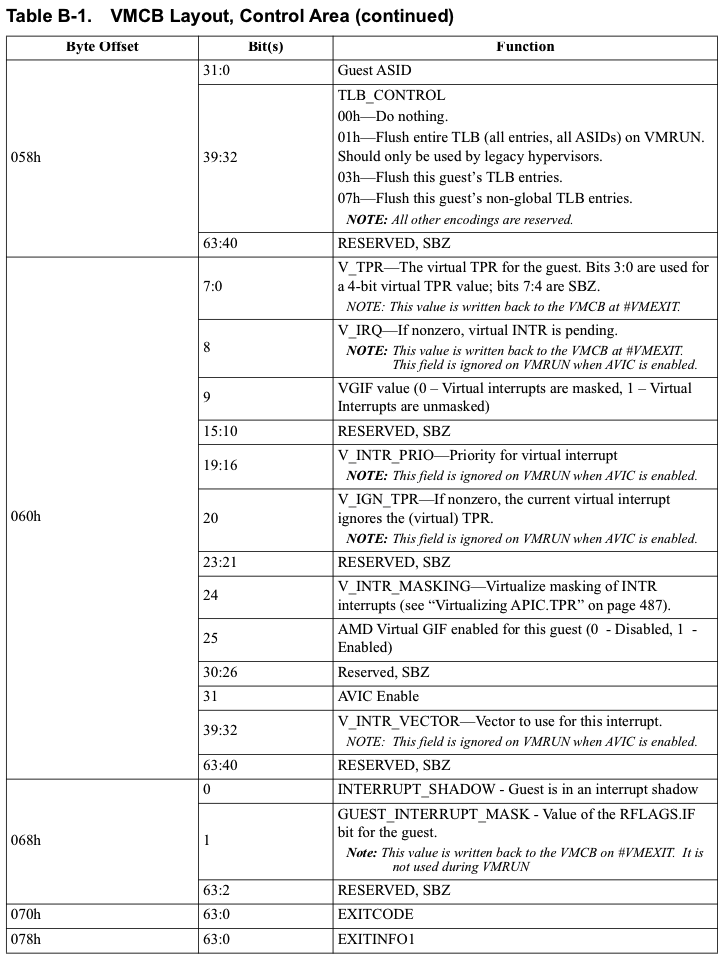 Table B-1. VMCB Layout, Control Area (continued)
Byte Offset Bit(s) Function
058h
31:0 Guest ASID
39:32
TLB_CONTROL
00h—Do nothing.
01h—Flush entire TLB (all entries, all ASIDs) on VMRUN.
Should only be used by legacy hypervisors.
03h—Flush this guest’s TLB entries.
07h—Flush this guest’s non-global TLB entries.
NOTE: All other encodings are reserved.
63:40 RESERVED, SBZ
060h
7:0
V_TPR—The virtual TPR for the guest. Bits 3:0 are used for
a 4-bit virtual TPR value; bits 7:4 are SBZ.
NOTE: This value is written back to the VMCB at #VMEXIT.
8
V_IRQ—If nonzero, virtual INTR is pending.
NOTE: This value is written back to the VMCB at #VMEXIT.
This field is ignored on VMRUN when AVIC is enabled.
9
VGIF value (0 – Virtual interrupts are masked, 1 – Virtual
Interrupts are unmasked)
15:10 RESERVED, SBZ
19:16
V_INTR_PRIO—Priority for virtual interrupt
NOTE: This field is ignored on VMRUN when AVIC is enabled.
20
V_IGN_TPR—If nonzero, the current virtual interrupt
ignores the (virtual) TPR.
NOTE: This field is ignored on VMRUN when AVIC is enabled.
23:21 RESERVED, SBZ
24
V_INTR_MASKING—Virtualize masking of INTR
interrupts (see “Virtualizing APIC.TPR” on page 487).
25
AMD Virtual GIF enabled for this guest (0 - Disabled, 1 -
Enabled)
30:26 Reserved, SBZ
31 AVIC Enable
39:32
V_INTR_VECTOR—Vector to use for this interrupt.
NOTE: This field is ignored on VMRUN when AVIC is enabled.
63:40 RESERVED, SBZ
068h
0 INTERRUPT_SHADOW - Guest is in an interrupt shadow
1
GUEST_INTERRUPT_MASK - Value of the RFLAGS.IF
bit for the guest.
Note: This value is written back to the VMCB on #VMEXIT. It is
not used during VMRUN
63:2 RESERVED, SBZ
070h 63:0 EXITCODE
078h 63:0 EXITINFO1